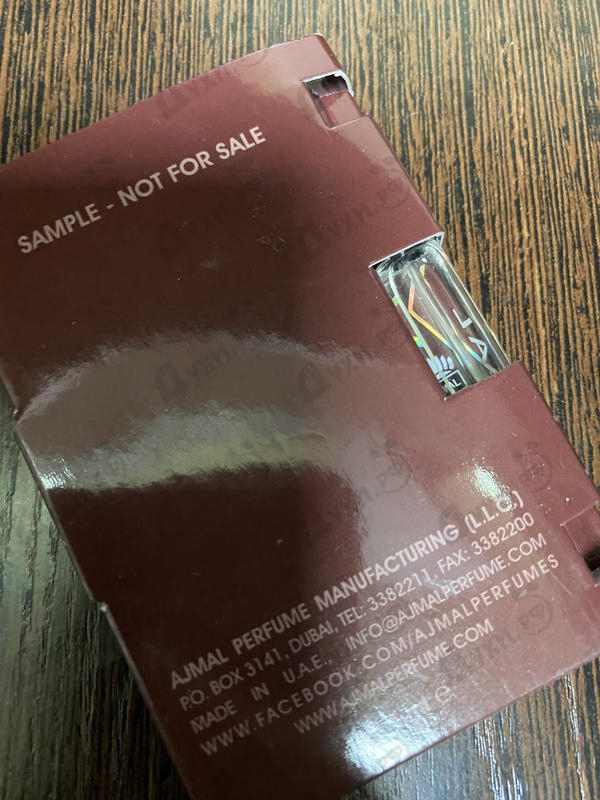 SAMPLE - NOT FOR SALE
AJMAL PERFUME MANUFACTURING (L.L.C.)
P.O. BOX 3141, DUBAI, TEL: 3382211, FAX: 3382200
MADE IN U.A.E., INFO@AJMALPERFUME.COM
WWW.FACEBOOK.COM/AJMALPERFUMES
WWW.AJMALPERFUME.COM
e